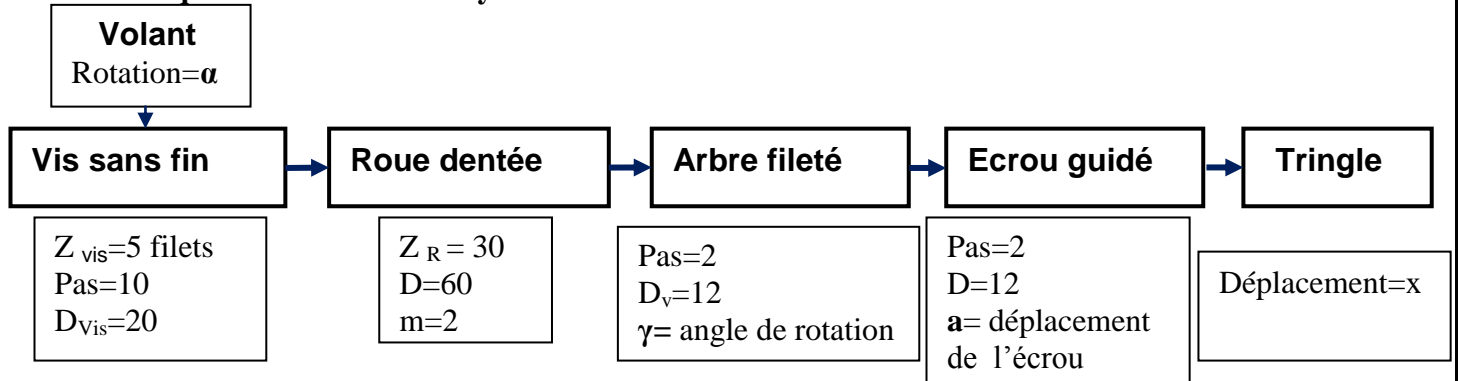 Volant
Rotation=α
Vis sans fin
Roue dentée
Arbre fileté
Ecrou guidé
Tringle
Z vis=5 filets
Pas=10
DVis=20
Z R = 30
D=60
m=2
Pas=2
Dv=12
γ= angle de rotation
Pas=2
D=12
a= déplacement
de l’écrou
Déplacement=x